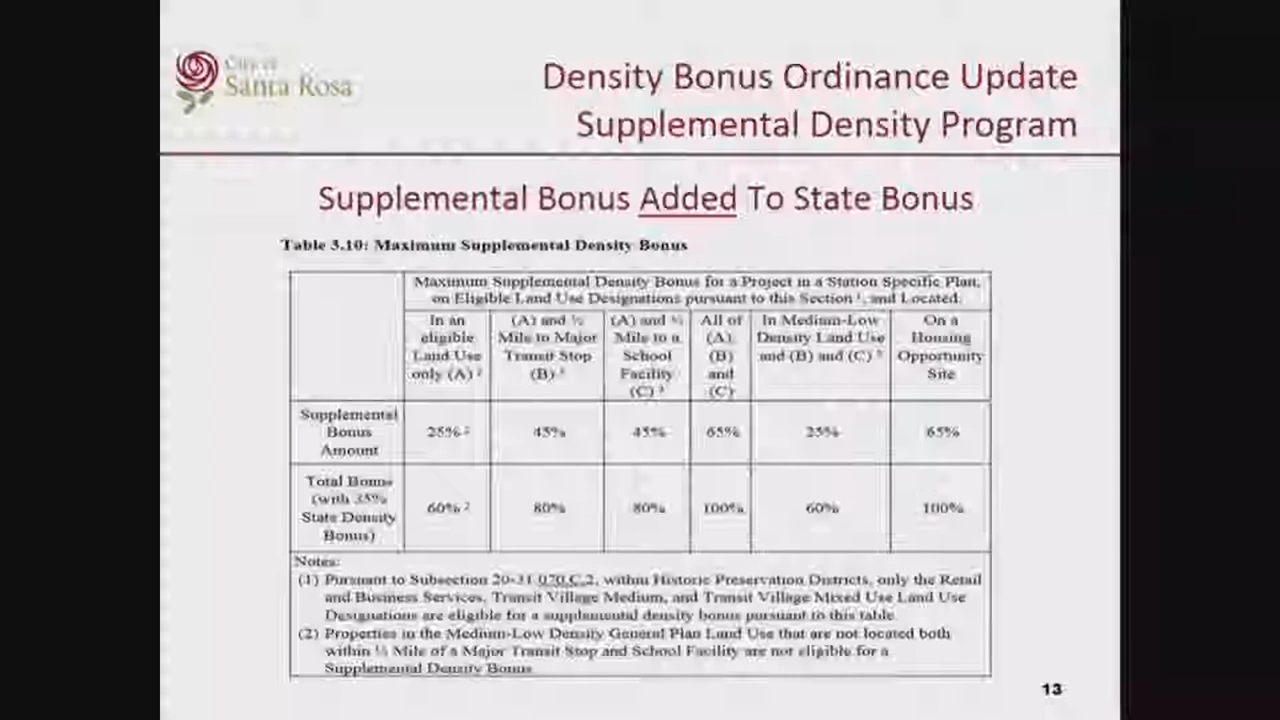 City of
Santa Rosa
Density Bonus Ordinance Update
Supplemental Density Program
Supplemental Bonus Added To State Bonus
Table 3.10: Maximum Supplemental Density Bonus
Maximum Supplemental Density Bonus for a Project in a Station Specific Plan,
on Eligible Land Use Designations pursuant to this Section ¹, and Located:
In an
eligible
Land Use
only (A) ²
(A) and ½
Mile to Major
Transit Stop
(B)
(A) and ½
Mile to a
School
Facility
(C)
All of
(A)
(B)
and
(C)
In Medium-Low
Density Land Use
and (B) and (C)
On a
Housing
Opportunity
Site
Supplemental
Bonus
Amount
25% ²
45%
45%
65%
25%
65%
Total Bonus
(with 35%
State Density
Bonus)
60% ²
80%
80%
100%
60%
100%
Notes:
(1) Pursuant to Subsection 20-31.070.C.2, within Historic Preservation Districts, only the Retail
and Business Services, Transit Village Medium, and Transit Village Mixed Use Land Use
Designations are eligible for a supplemental density bonus pursuant to this table.
(2) Properties in the Medium-Low Density General Plan Land Use that are not located both
within ½ Mile of a Major Transit Stop and School Facility are not eligible for a
Supplemental Density Bonus
13